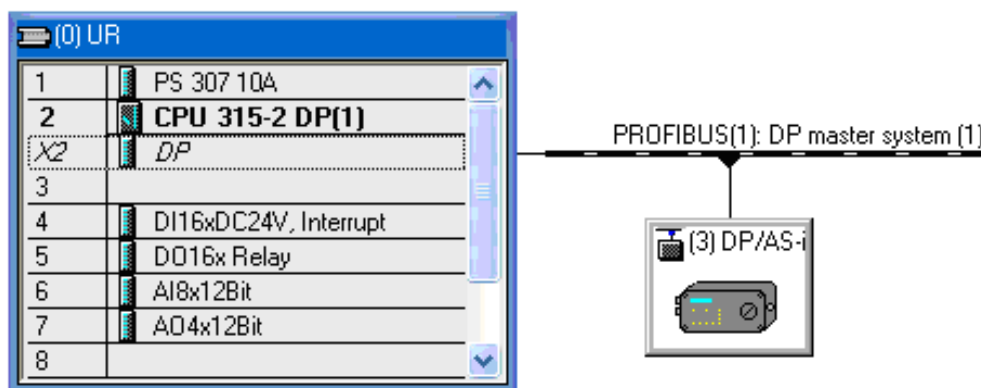 (0) UR
1 PS 307 10A
2 CPU 315-2 DP(1)
X2 DP
3
4 DI16xDC24V, Interrupt
5 DO16x Relay
6 AI8x12Bit
7 AO4x12Bit
8
PROFIBUS(1): DP master system (1)
(3) DP/AS-i